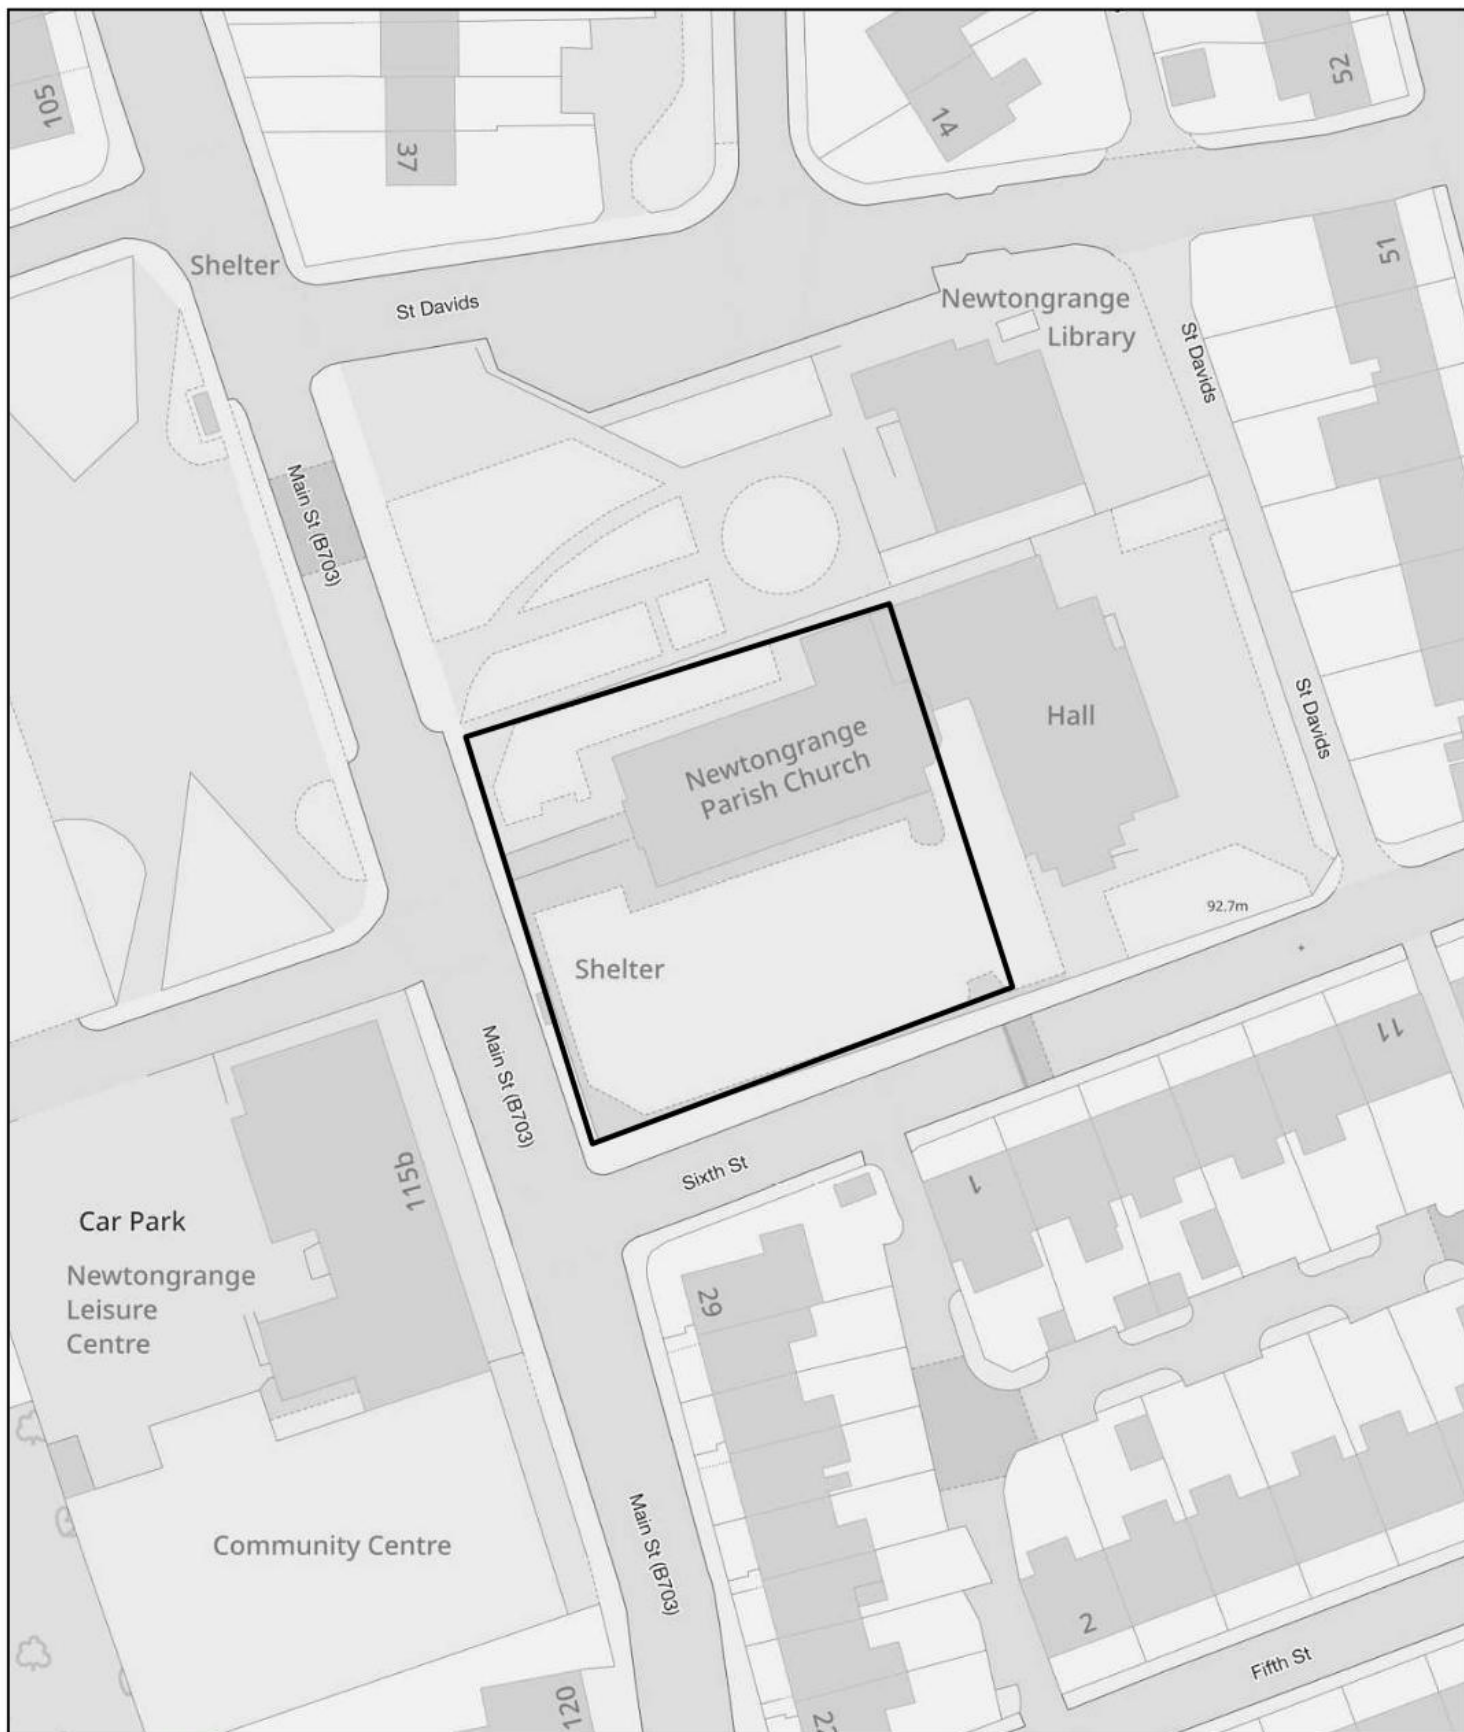 105
37
14
52
Shelter
St Davids
Newtongrange
Library
51
St Davids
Main St (B703)
Newtongrange
Parish Church
Hall
St Davids
92.7m
Shelter
Main St (B703)
11
115b
Sixth St
1
Car Park
Newtongrange
Leisure
Centre
29
Main St (B703)
Community Centre
2
Fifth St
120